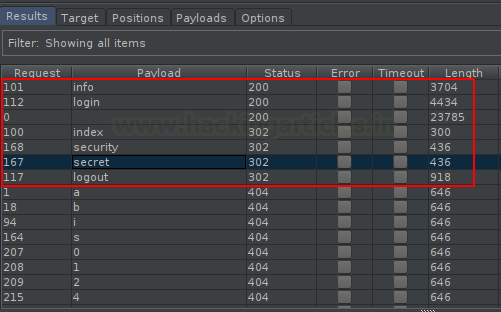 Results Target Positions Payloads Options
Filter: Showing all items
Request Payload Status Error Timeout Length
101 info 200 3704
112 login 200 4434
0 200 23785
www.hackingarticles.in
100 index 302 300
168 security 302 436
167 secret 302 436
117 logout 302 918
1 a 404 646
18 b 404 646
94 i 404 646
164 s 404 646
207 0 404 646
208 1 404 646
209 2 404 646
215 4 404 646